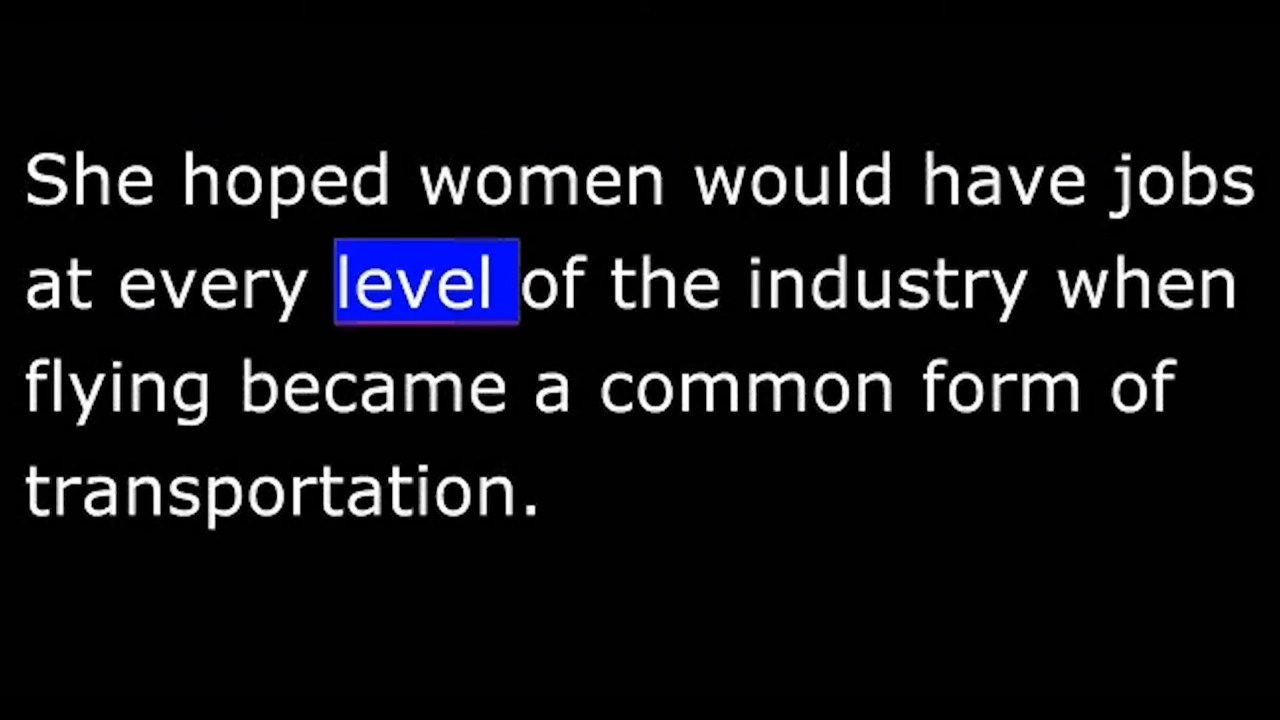 She hoped women would have jobs
at every level of the industry when
flying became a common form of
transportation.